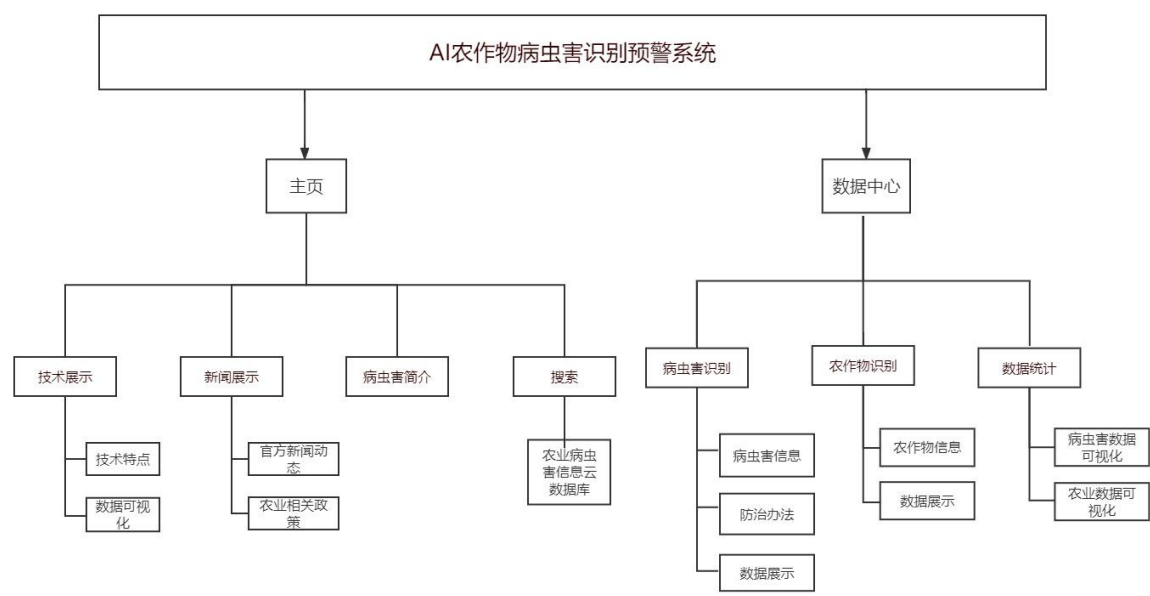 AI农作物病虫害识别预警系统
主页
数据中心
技术展示
新闻展示
病虫害简介
搜索
病虫害识别
农作物识别
数据统计
技术特点
数据可视
化
官方新闻动
态
农业相关政
策
农业病虫
害信息云
数据库
病虫害信息
防治办法
数据展示
农作物信息
数据展示
病虫害数据
可视化
农业数据可
视化